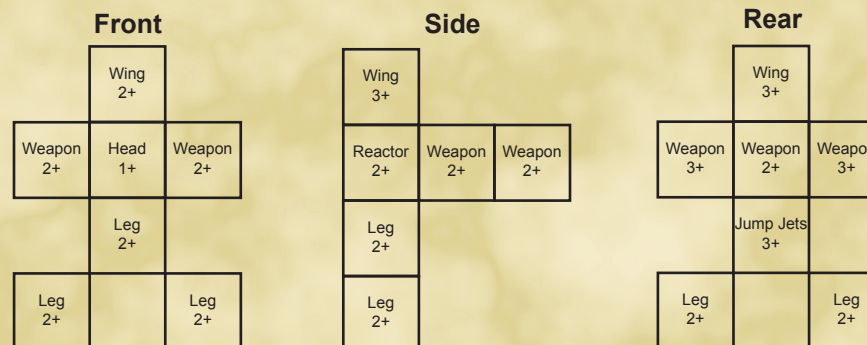 Front
Wing
2+
Weapon
2+
Head
1+
Weapon
2+
Leg
2+
Leg
2+
Leg
2+
Side
Wing
3+
Reactor
2+
Weapon
2+
Weapon
2+
Leg
2+
Leg
2+
Rear
Wing
3+
Weapon
3+
Weapon
2+
Weapo
3+
Jump Jets
3+
Leg
2+
Leg
2+